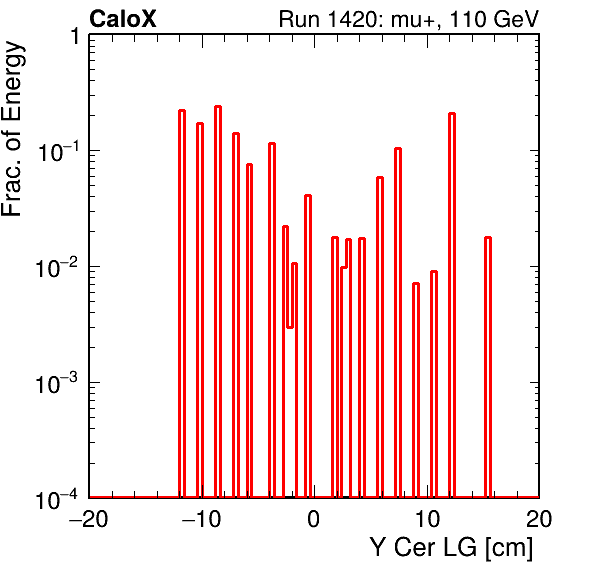 CaloX Run 1420: mu+, 110 GeV
Frac. of Energy
1
10⁻¹
10⁻²
10⁻³
10⁻⁴
−20 −10 0 10 20
Y Cer LG [cm]